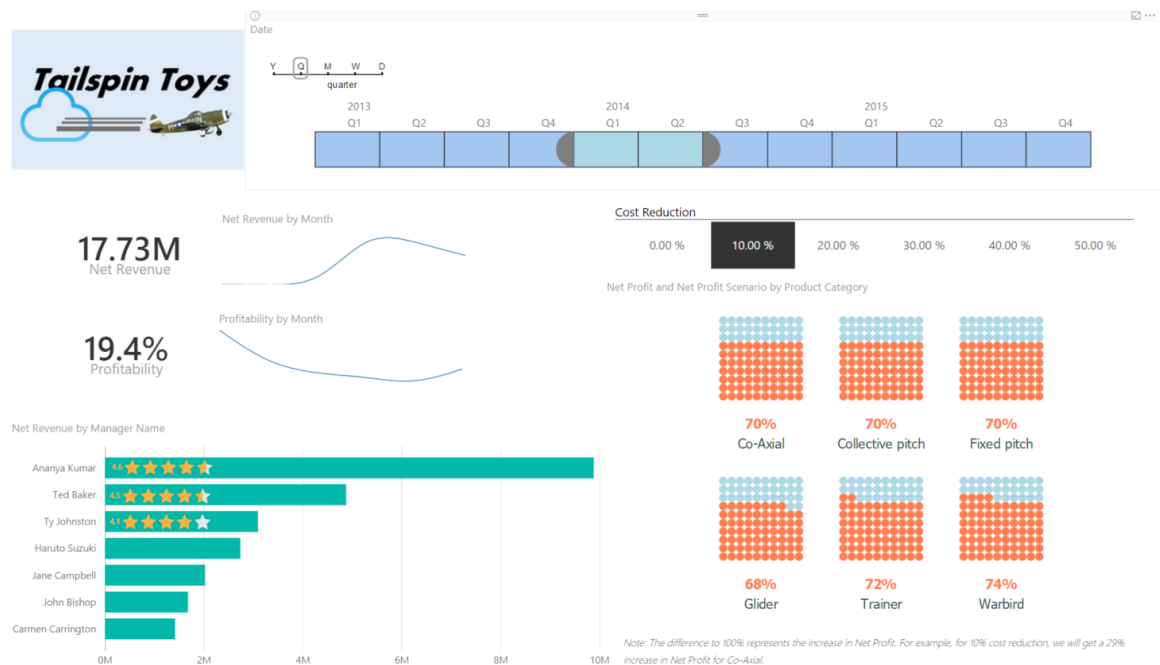 Date
Tailspin Toys
Y Q M W D
quarter
2013 2014 2015
Q1 Q2 Q3 Q4 Q1 Q2 Q3 Q4 Q1 Q2 Q3 Q4
Net Revenue by Month
17.73M
Net Revenue
Profitability by Month
19.4%
Profitability
Cost Reduction
0.00 % 10.00 % 20.00 % 30.00 % 40.00 % 50.00 %
Net Profit and Net Profit Scenario by Product Category
70% 70% 70%
Co-Axial Collective pitch Fixed pitch
68% 72% 74%
Glider Trainer Warbird
Note: The difference to 100% represents the increase in Net Profit. For example, for 10% cost reduction, we will get a 29%
increase in Net Profit for Co-Axial.
Net Revenue by Manager Name
Ananya Kumar 4.6
Ted Baker 4.5
Ty Johnston 4.1
Haruto Suzuki
Jane Campbell
John Bishop
Carmen Carrington
0M 2M 4M 6M 8M 10M